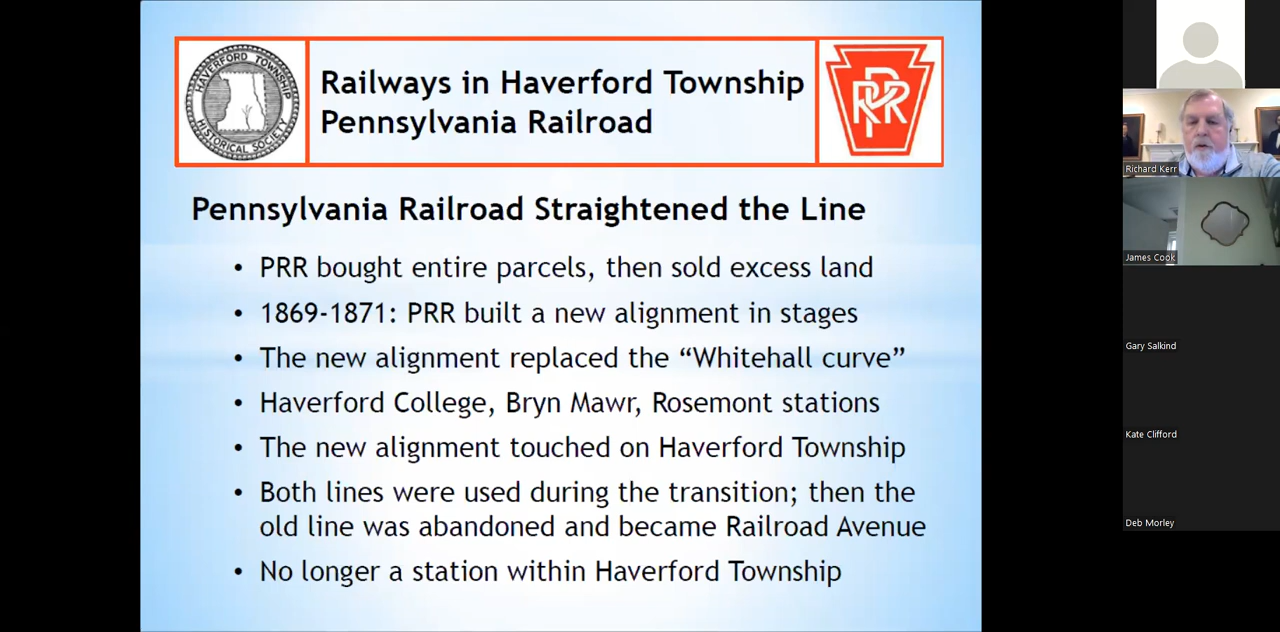 HAVERFORD TOWNSHIP
HISTORICAL SOCIETY
Railways in Haverford Township
Pennsylvania Railroad
PRR
Pennsylvania Railroad Straightened the Line
• PRR bought entire parcels, then sold excess land
• 1869-1871: PRR built a new alignment in stages
• The new alignment replaced the “Whitehall curve”
• Haverford College, Bryn Mawr, Rosemont stations
• The new alignment touched on Haverford Township
• Both lines were used during the transition; then the
old line was abandoned and became Railroad Avenue
• No longer a station within Haverford Township
Richard Kerr
James Cook
Gary Salkind
Kate Clifford
Deb Morley